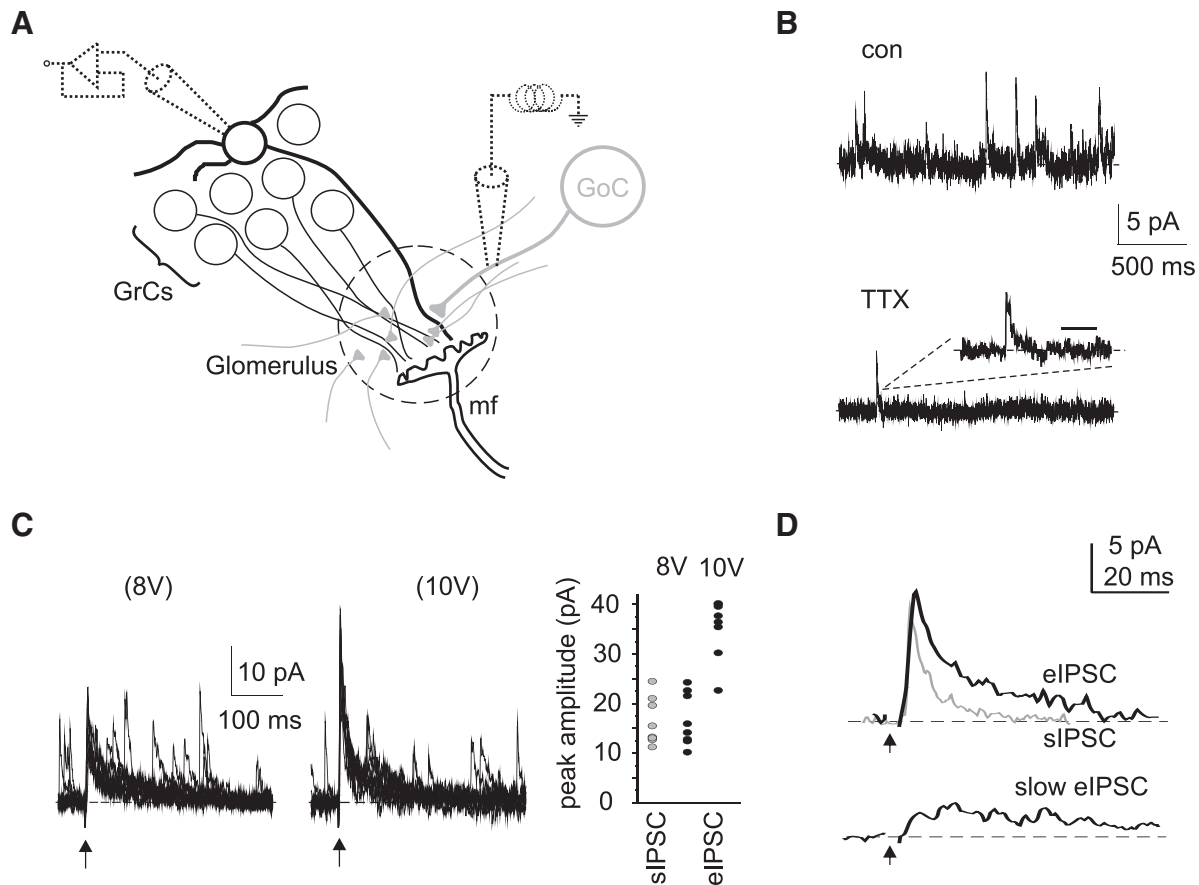 A
GoC
GrCs
Glomerulus
mf
B
con
5 pA
500 ms
TTX
C
(8V)
(10V)
10 pA
100 ms
8V 10V
peak amplitude (pA)
40
30
20
10
0
sIPSC
eIPSC
D
5 pA
20 ms
eIPSC
sIPSC
slow eIPSC